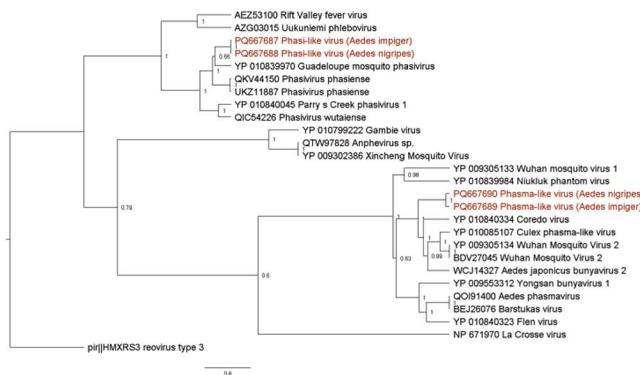 AEZ53100 Rift Valley fever virus
AZG03015 Uukuniemi phlebovirus
1
1
PQ667687 Phasi-like virus (Aedes impiger)
PQ667688 Phasi-like virus (Aedes nigripes)
0.66
YP 010839970 Guadeloupe mosquito phasivirus
QKV44150 Phasivirus phasiense
1
UKZ11887 Phasivirus phasiense
YP 010840045 Parry s Creek phasivirus 1
1
QIC54226 Phasivirus wutaiense
YP 010799222 Gambie virus
1
QTW97828 Anphevirus sp.
1
YP 009302386 Xincheng Mosquito Virus
YP 009305133 Wuhan mosquito virus 1
0.98
YP 010839984 Niukluk phantom virus
PQ667690 Phasma-like virus (Aedes nigripes)
1
PQ667689 Phasma-like virus (Aedes impiger)
0.79
1
YP 010840334 Coredo virus
1
YP 010085107 Culex phasma-like virus
YP 009305134 Wuhan Mosquito Virus 2
1
0.99
BDV27045 Wuhan Mosquito Virus 2
0.63
WCJ14327 Aedes japonicus bunyavirus 2
0.6
YP 009553312 Yongsan bunyavirus 1
QOI91400 Aedes phasmavirus
1
1
BEJ26076 Barstukas virus
YP 010840323 Flen virus
NP 671970 La Crosse virus
pir||HMXRS3 reovirus type 3